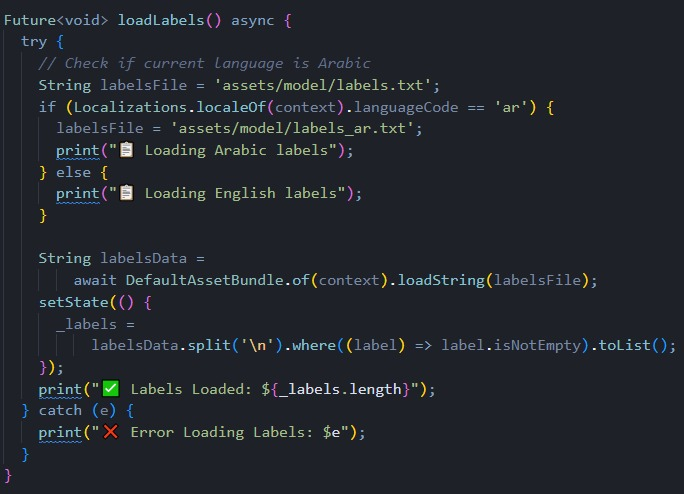 Future<void> loadLabels() async {
  try {
    // Check if current language is Arabic
    String labelsFile = 'assets/model/labels.txt';
    if (Localizations.localeOf(context).languageCode == 'ar') {
      labelsFile = 'assets/model/labels_ar.txt';
      print("📋 Loading Arabic labels");
    } else {
      print("📋 Loading English labels");
    }

    String labelsData =
        await DefaultAssetBundle.of(context).loadString(labelsFile);
    setState(() {
      _labels =
          labelsData.split('\n').where((label) => label.isNotEmpty).toList();
    });
    print("✅ Labels Loaded: ${_labels.length}");
  } catch (e) {
    print("❌ Error Loading Labels: $e");
  }
}